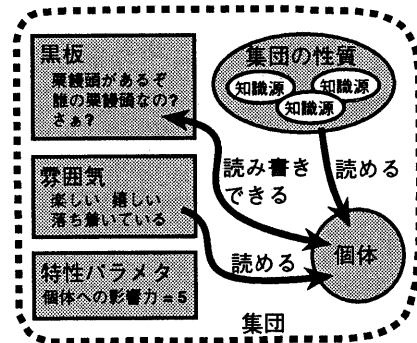 黒板
栗饅頭があるぞ
誰の栗饅頭なの?
さぁ?
集団の性質
知識源
知識源
知識源
読み書き
できる
読める
雰囲気
楽しい 嬉しい
落ち着いている
読める
個体
特性パラメタ
個体への影響力=5
集団